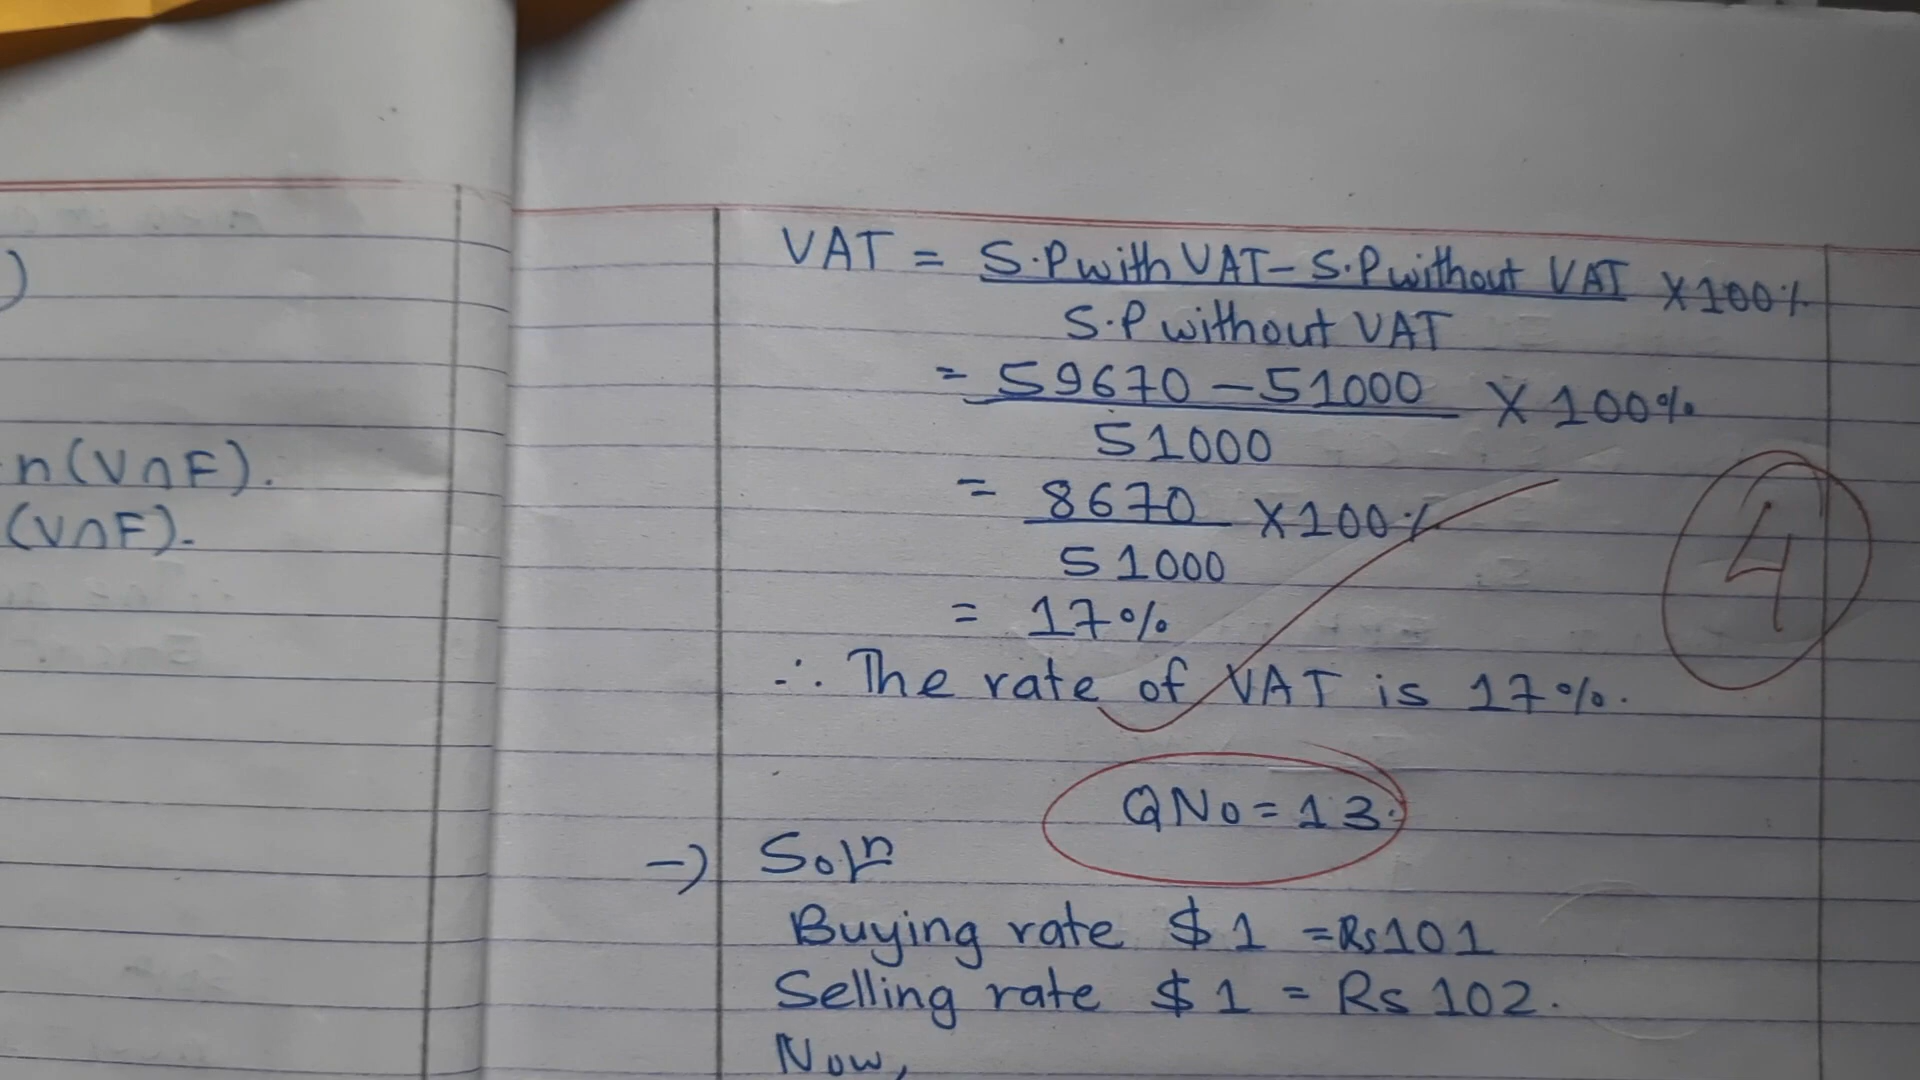 )
n(V∩F).
(V∩F).
VAT = S.P with VAT - S.P without VAT X 100%
S.P without VAT
= 59670 - 51000 X 100%
51000
= 8670 X 100%
51000
= 17%
∴ The rate of VAT is 17%.
4
QNo = 13.
→ Solⁿ
Buying rate $ 1 = Rs 101
Selling rate $ 1 = Rs 102.
Now,